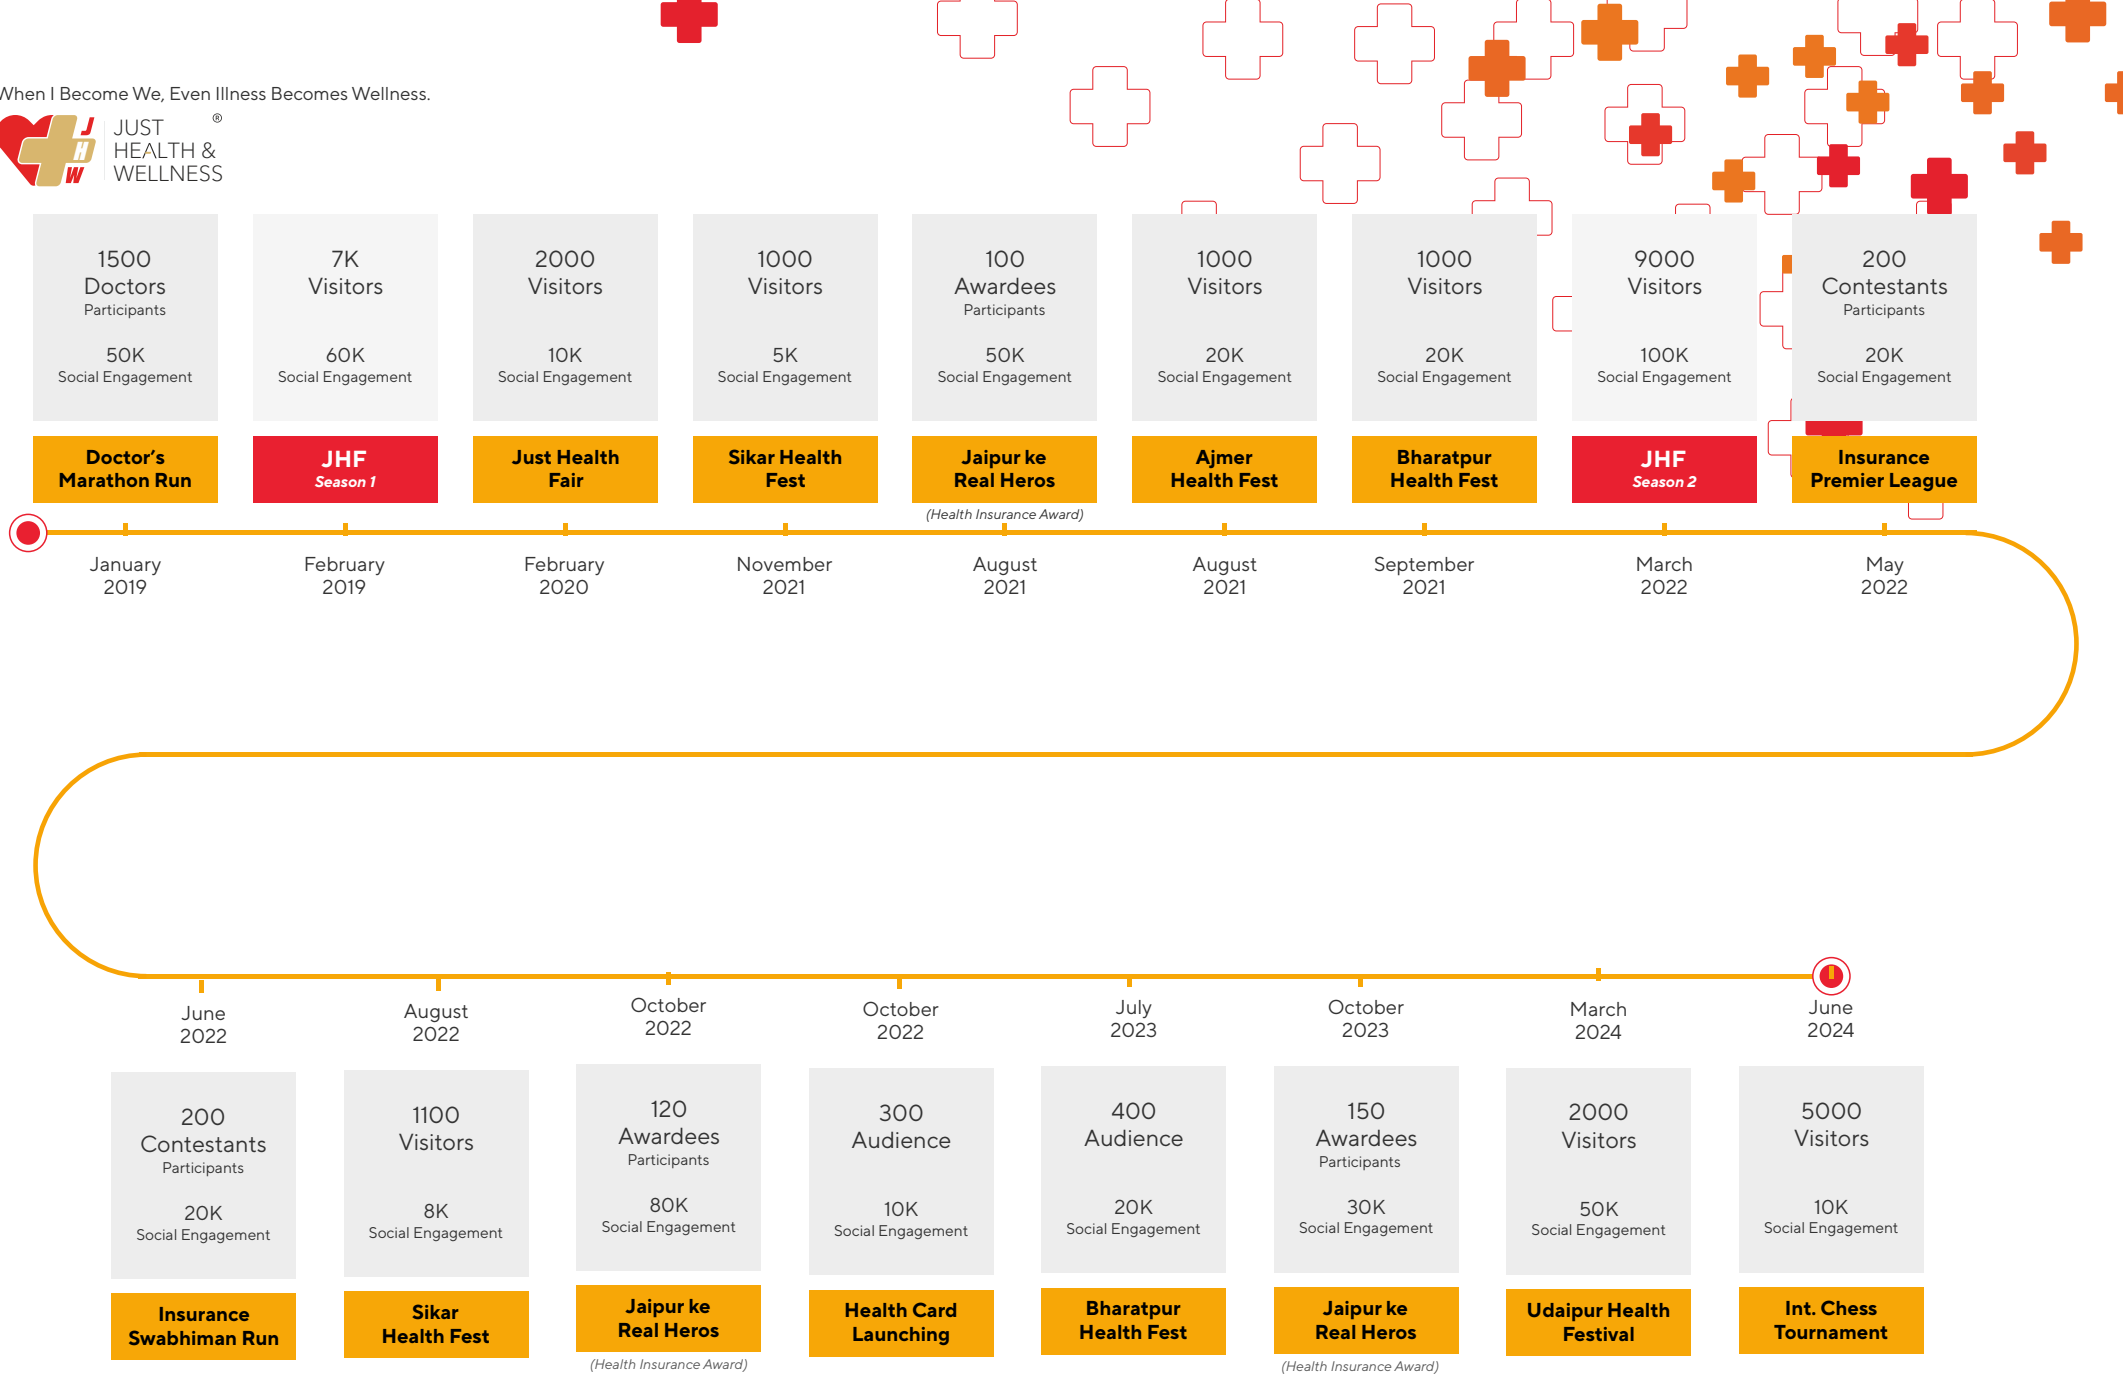 When I Become We, Even Illness Becomes Wellness.
JHW
JUST
HEALTH &
WELLNESS
®
1500
Doctors
Participants
50K
Social Engagement
Doctor's
Marathon Run
January
2019
7K
Visitors
60K
Social Engagement
JHF
Season 1
February
2019
2000
Visitors
10K
Social Engagement
Just Health
Fair
February
2020
1000
Visitors
5K
Social Engagement
Sikar Health
Fest
November
2021
100
Awardees
Participants
50K
Social Engagement
Jaipur ke
Real Heros
(Health Insurance Award)
August
2021
1000
Visitors
20K
Social Engagement
Ajmer
Health Fest
August
2021
1000
Visitors
20K
Social Engagement
Bharatpur
Health Fest
September
2021
9000
Visitors
100K
Social Engagement
JHF
Season 2
March
2022
200
Contestants
Participants
20K
Social Engagement
Insurance
Premier League
May
2022
June
2022
200
Contestants
Participants
20K
Social Engagement
Insurance
Swabhiman Run
August
2022
1100
Visitors
8K
Social Engagement
Sikar
Health Fest
October
2022
120
Awardees
Participants
80K
Social Engagement
Jaipur ke
Real Heros
(Health Insurance Award)
October
2022
300
Audience
10K
Social Engagement
Health Card
Launching
July
2023
400
Audience
20K
Social Engagement
Bharatpur
Health Fest
October
2023
150
Awardees
Participants
30K
Social Engagement
Jaipur ke
Real Heros
(Health Insurance Award)
March
2024
2000
Visitors
50K
Social Engagement
Udaipur Health
Festival
June
2024
5000
Visitors
10K
Social Engagement
Int. Chess
Tournament